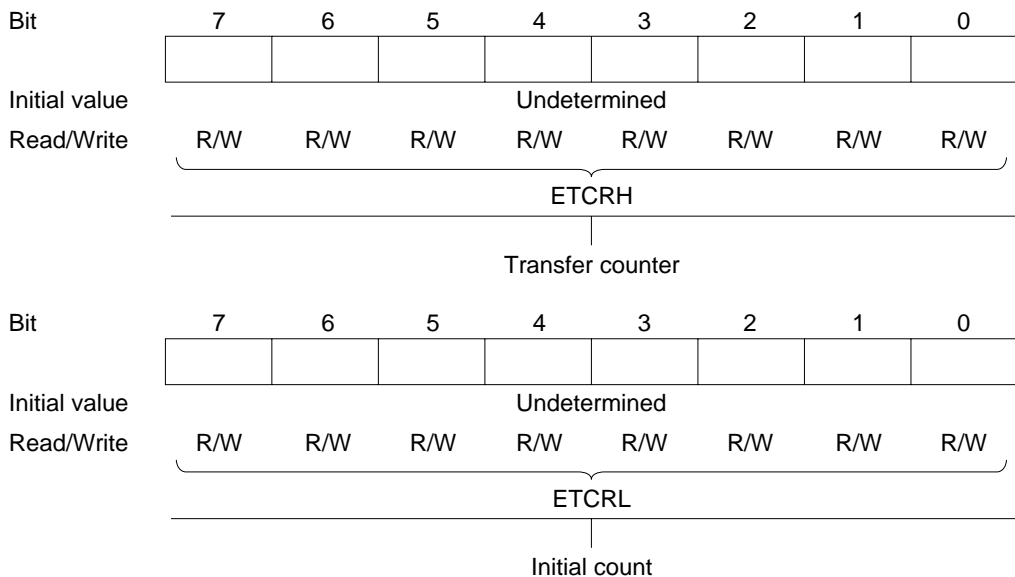 Bit 7 6 5 4 3 2 1 0
Initial value Undetermined
Read/Write R/W R/W R/W R/W R/W R/W R/W R/W
ETCRH
Transfer counter
Bit 7 6 5 4 3 2 1 0
Initial value Undetermined
Read/Write R/W R/W R/W R/W R/W R/W R/W R/W
ETCRL
Initial count